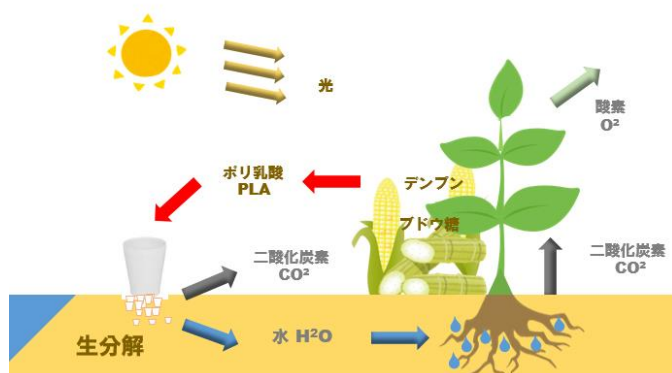 光
酸素
O²
ポリ乳酸
PLA
デンプン
ブドウ糖
二酸化炭素
CO²
二酸化炭素
CO²
水 H²O
生分解